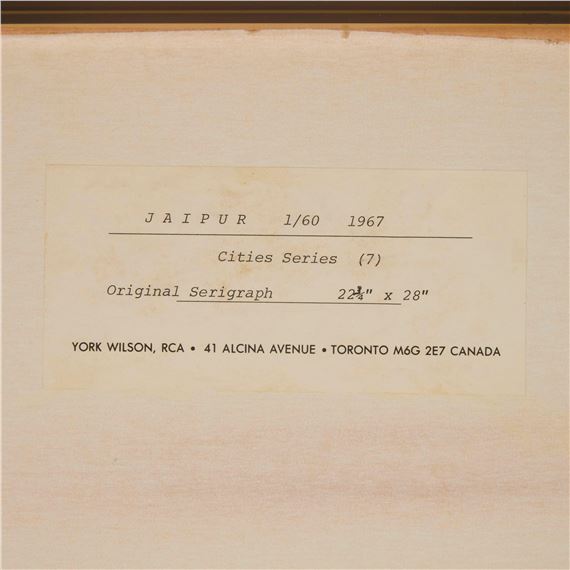 JAIPUR 1/60 1967
Cities Series (7)
Original Serigraph 22¾" x 28"
YORK WILSON, RCA • 41 ALCINA AVENUE • TORONTO M6G 2E7 CANADA